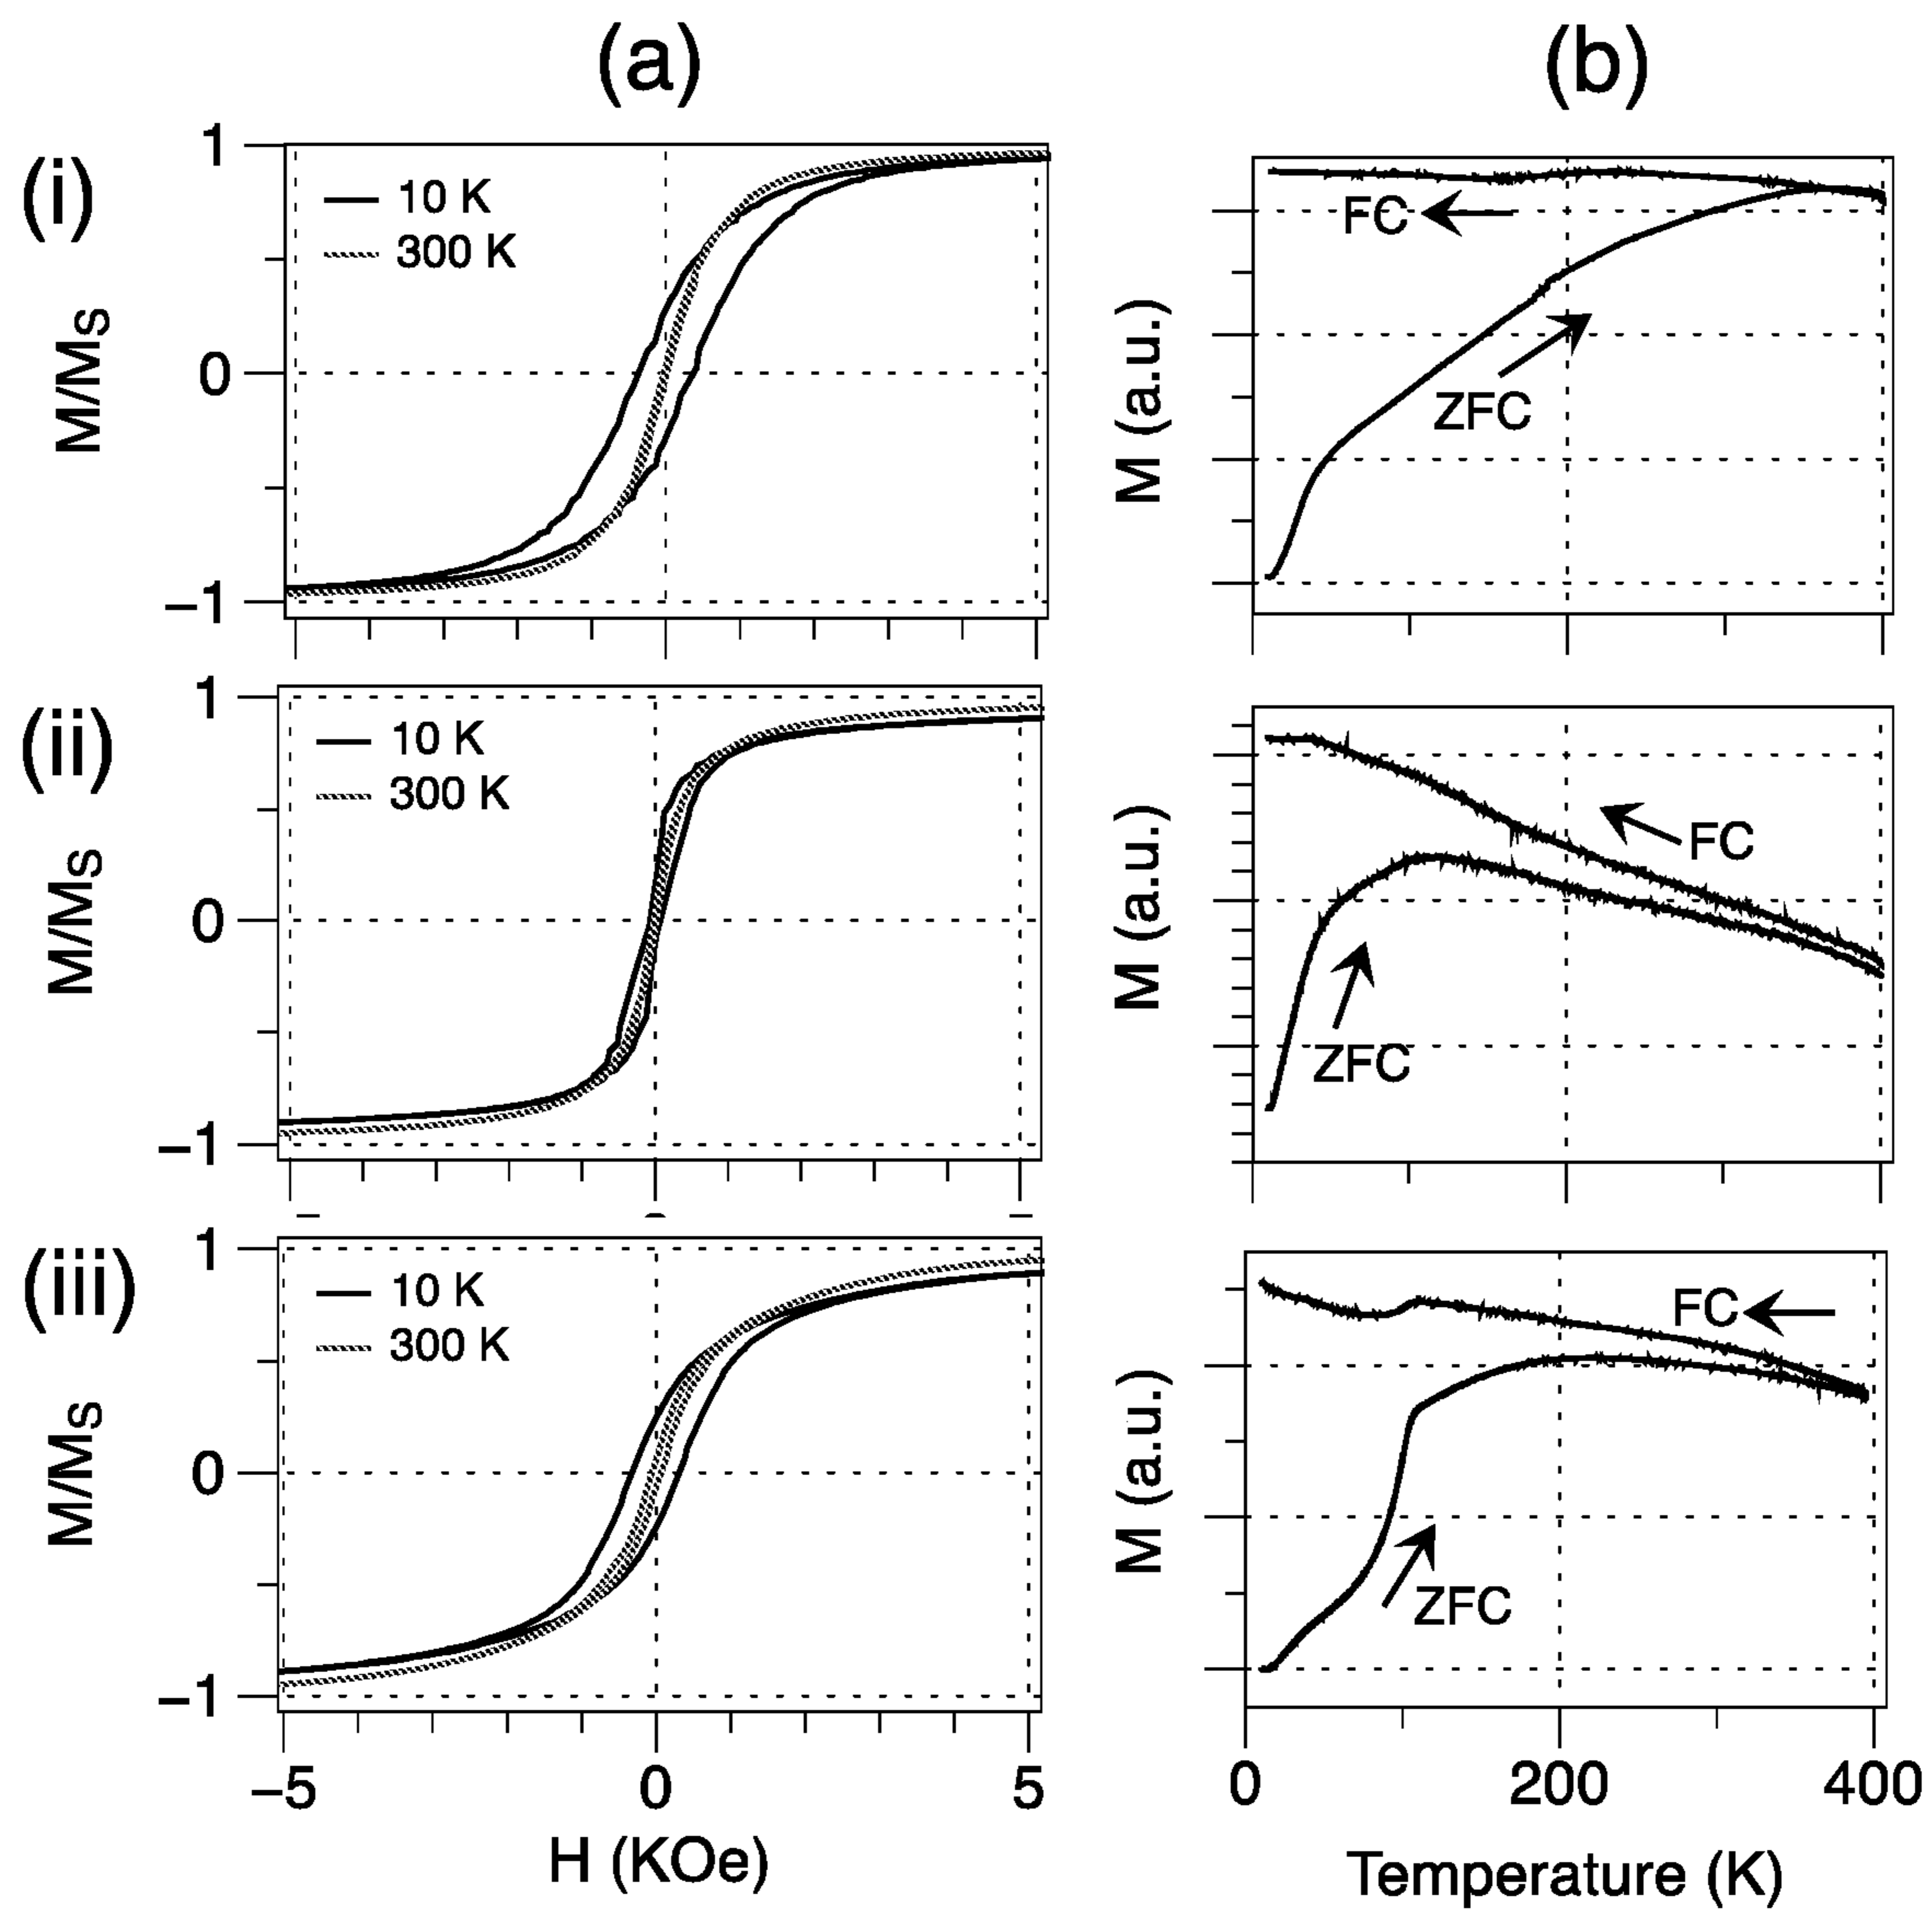 (a) (b)
(i)
1
0
−1
M/Ms
10 K
300 K
M (a.u.)
FC
ZFC
(ii)
1
0
−1
M/Ms
10 K
300 K
M (a.u.)
FC
ZFC
(iii)
1
0
−1
M/Ms
10 K
300 K
−5 0 5
H (KOe)
M (a.u.)
FC
ZFC
0 200 400
Temperature (K)